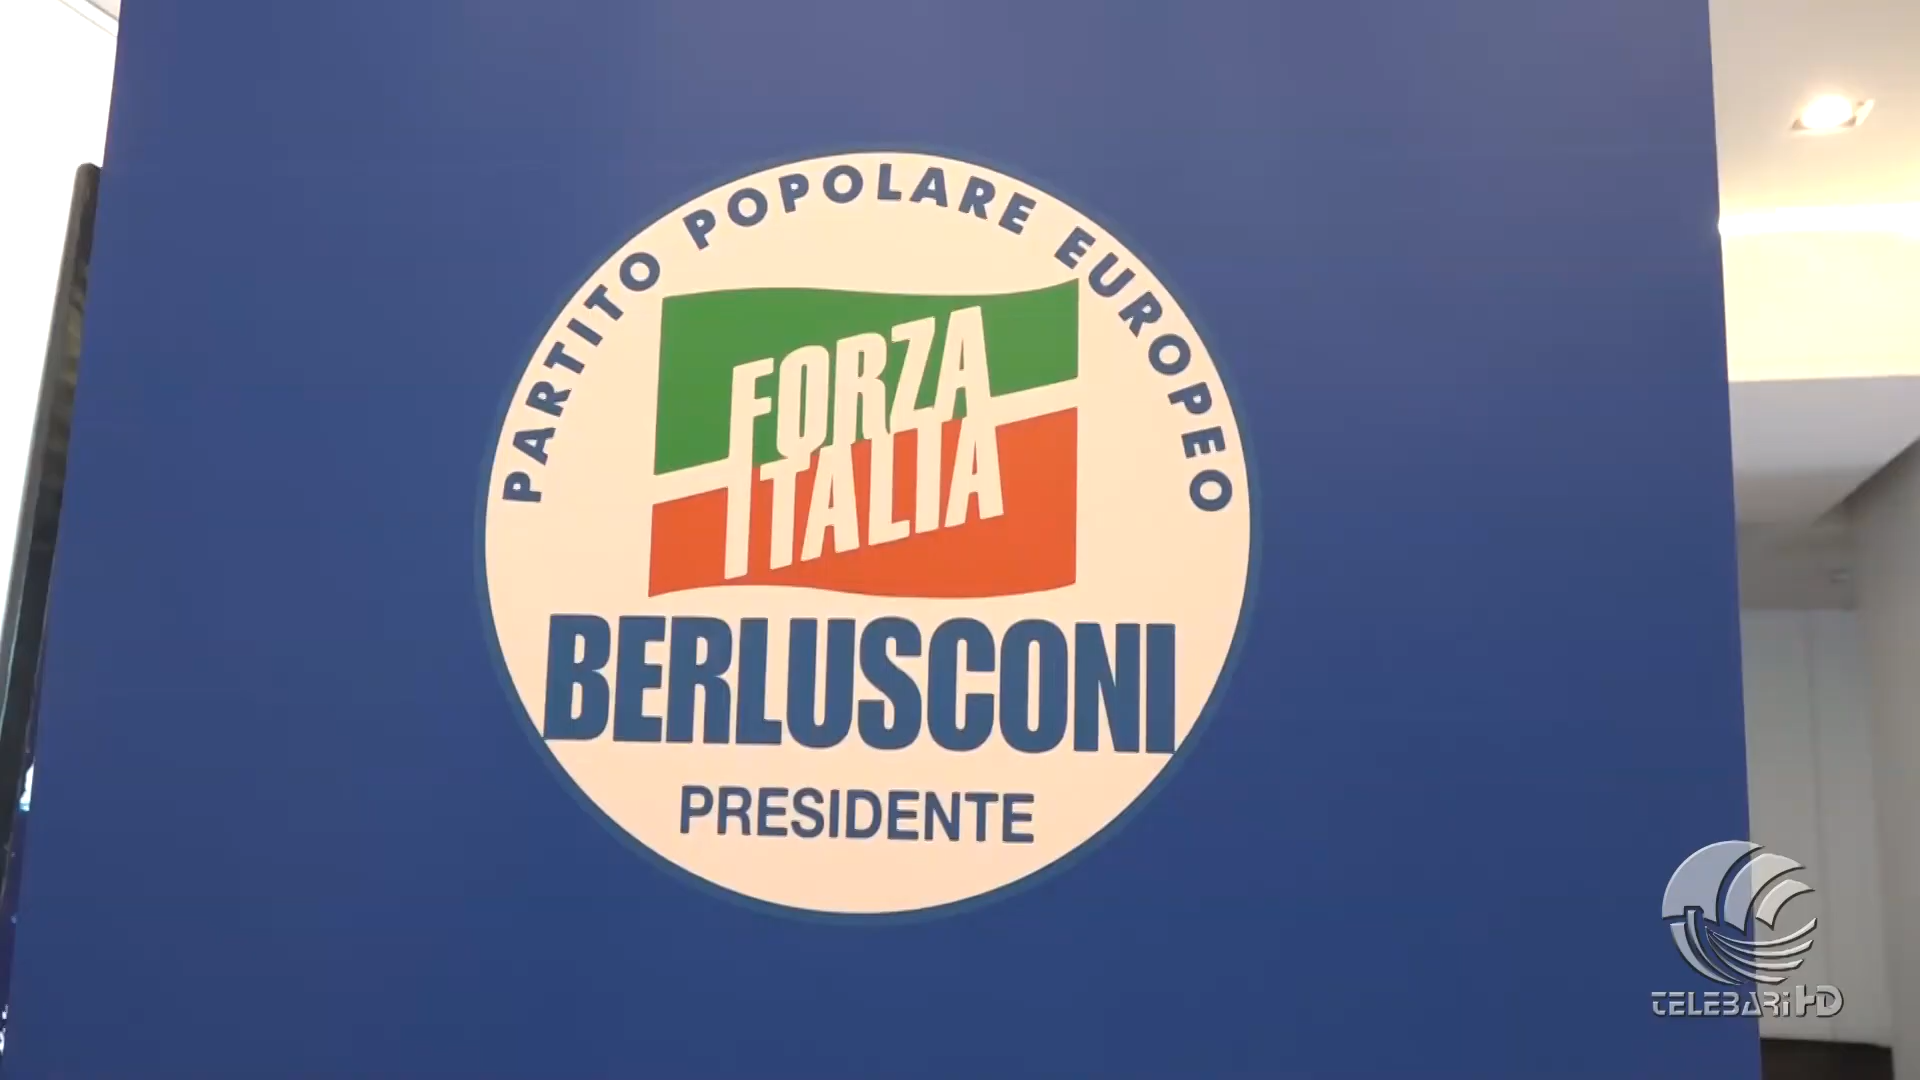 PARTITO POPOLARE EUROPEO
FORZA
ITALIA
BERLUSCONI
PRESIDENTE
TELEBARI HD